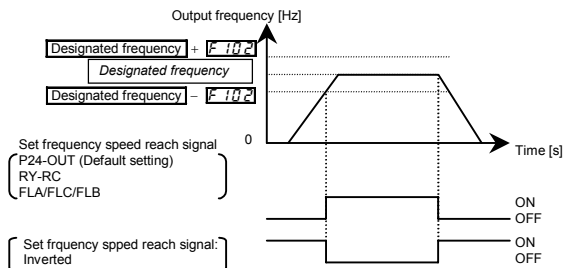 Output frequency [Hz]
Designated frequency + F 102
Designated frequency
Designated frequency − F 102
0
Time [s]
Set frequency speed reach signal
P24-OUT (Default setting)
RY-RC
FLA/FLC/FLB
ON
OFF
Set frquency spped reach signal:
Inverted
ON
OFF